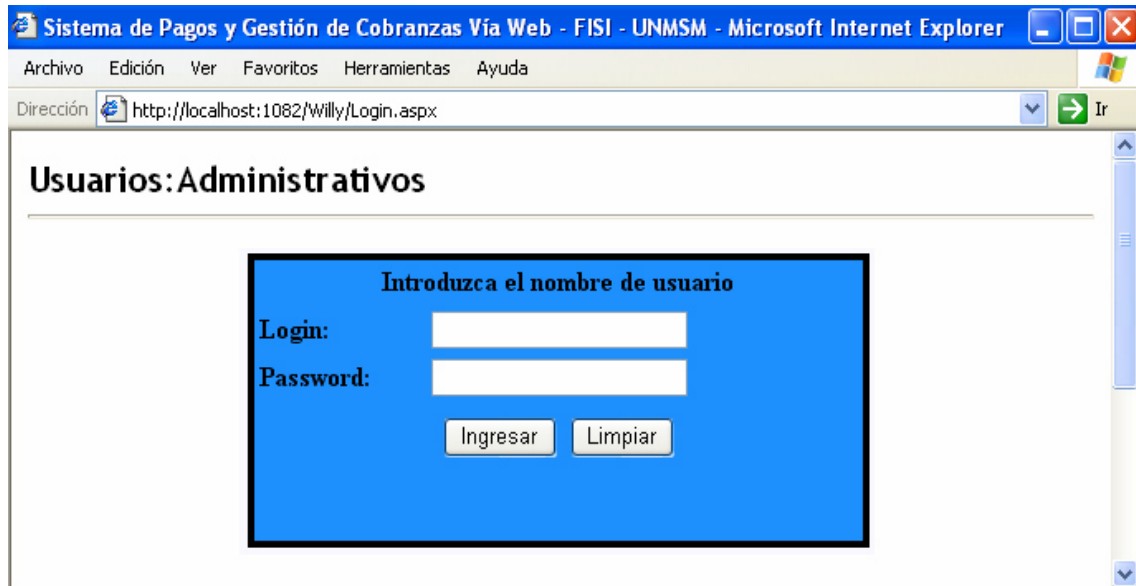 Sistema de Pagos y Gestión de Cobranzas Vía Web - FISI - UNMSM - Microsoft Internet Explorer
Archivo Edición Ver Favoritos Herramientas Ayuda
Dirección http://localhost:1082/Willy/Login.aspx Ir
Usuarios:Administrativos
Introduzca el nombre de usuario
Login:
Password:
Ingresar Limpiar